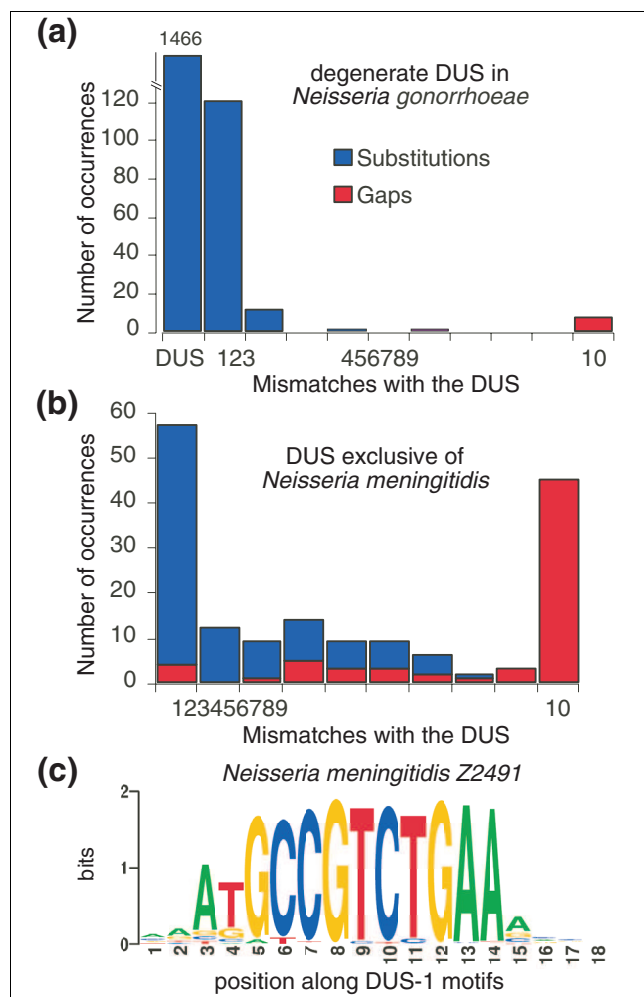 (a)
1466
degenerate DUS in
Neisseria gonorrhoeae
Number of occurrences
120
100
80
60
40
20
0
Substitutions
Gaps
DUS 123 456789 10
Mismatches with the DUS
(b)
DUS exclusive of
Neisseria meningitidis
Number of occurrences
60
50
40
30
20
10
0
123456789 10
Mismatches with the DUS
(c)
Neisseria meningitidis Z2491
bits
2
1
0
ATGCCGTCTGAAA
1 2 3 4 5 6 7 8 9 10 11 12 13 14 15 16 17 18
position along DUS-1 motifs